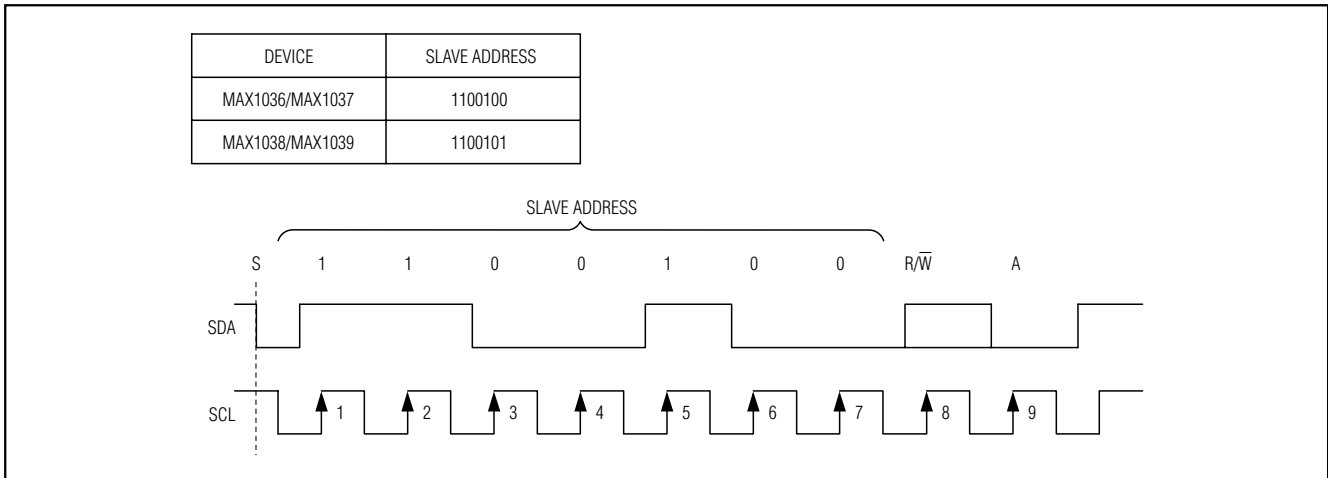 DEVICE SLAVE ADDRESS
MAX1036/MAX1037 1100100
MAX1038/MAX1039 1100101
SLAVE ADDRESS
S 1 1 0 0 1 0 0 R/W̅ A
SDA
SCL 1 2 3 4 5 6 7 8 9